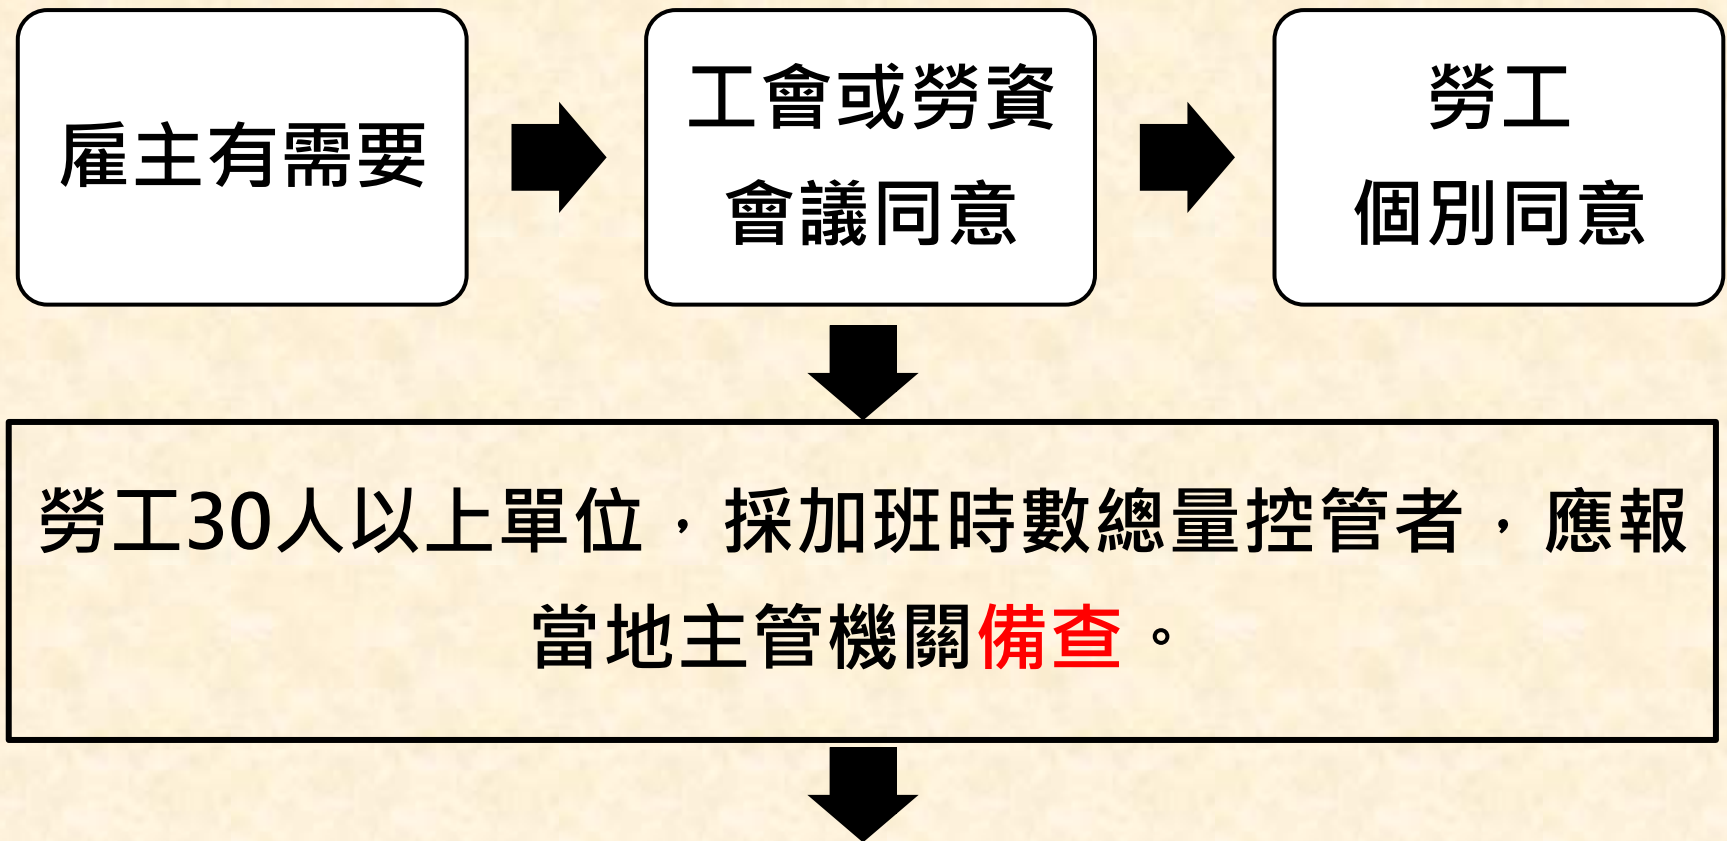 雇主有需要
工會或勞資
會議同意
勞工
個別同意
勞工30人以上單位，採加班時數總量控管者，應報
當地主管機關備查。